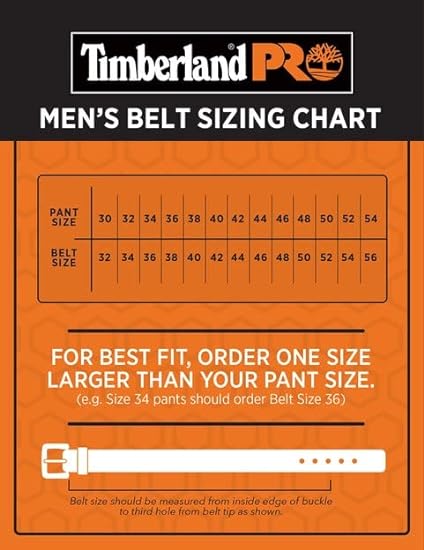 Timberland® PRO
MEN'S BELT SIZING CHART
PANT SIZE 30 32 34 36 38 40 42 44 46 48 50 52 54
BELT SIZE 32 34 36 38 40 42 44 46 48 50 52 54 56
FOR BEST FIT, ORDER ONE SIZE
LARGER THAN YOUR PANT SIZE.
(e.g. Size 34 pants should order Belt Size 36)
Belt size should be measured from inside edge of buckle
to third hole from belt tip as shown.